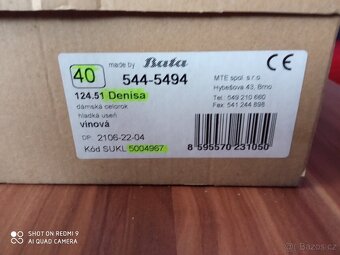 made by Bata
40
544-5494
124.51 Denisa
dámská celorok
hladká useň
vínová
DP 2106-22-04
Kód SUKL 5004967
MTE spol. s r.o.
Hybešova 43, Brno
Tel.: 549 210 660
Fax: 541 244 898
8 595570 231050
SHOT ON REDMI 9
AI QUAD CAMERA